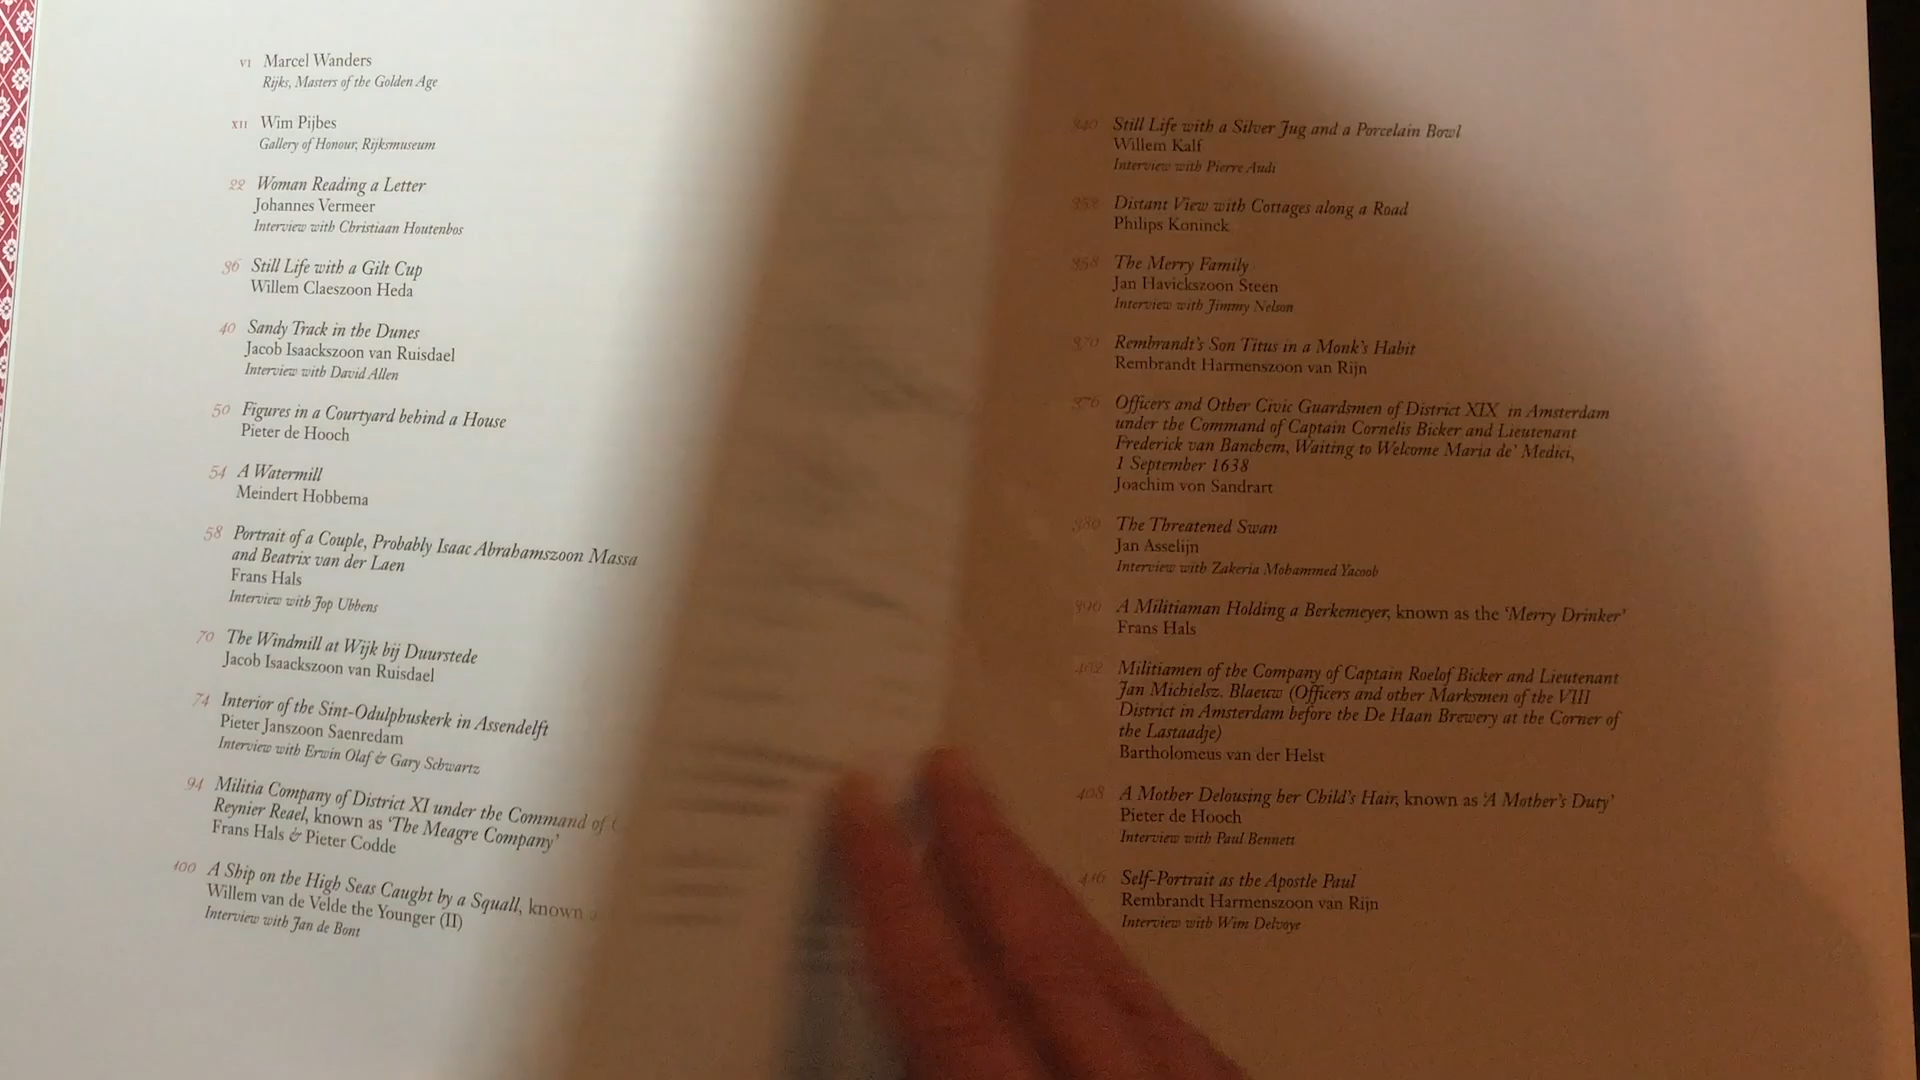 VI Marcel Wanders
Rijks, Masters of the Golden Age
XII Wim Pijbes
Gallery of Honour, Rijksmuseum
22 Woman Reading a Letter
Johannes Vermeer
Interview with Christiaan Houtenbos
36 Still Life with a Gilt Cup
Willem Claeszoon Heda
40 Sandy Track in the Dunes
Jacob Isaackszoon van Ruisdael
Interview with David Allen
50 Figures in a Courtyard behind a House
Pieter de Hooch
54 A Watermill
Meindert Hobbema
58 Portrait of a Couple, Probably Isaac Abrahamszoon Massa
and Beatrix van der Laen
Frans Hals
Interview with Jop Ubbens
70 The Windmill at Wijk bij Duurstede
Jacob Isaackszoon van Ruisdael
74 Interior of the Sint-Odulphuskerk in Assendelft
Pieter Janszoon Saenredam
Interview with Erwin Olaf & Gary Schwartz
94 Militia Company of District XI under the Command of
Reynier Reael, known as ‘The Meagre Company’
Frans Hals & Pieter Codde
100 A Ship on the High Seas Caught by a Squall, known
Willem van de Velde the Younger (II)
Interview with Jan de Bont
340 Still Life with a Silver Jug and a Porcelain Bowl
Willem Kalf
Interview with Pierre Audi
Distant View with Cottages along a Road
Philips Koninck
358 The Merry Family
Jan Havickszoon Steen
Interview with Jimmy Nelson
370 Rembrandt’s Son Titus in a Monk’s Habit
Rembrandt Harmenszoon van Rijn
376 Officers and Other Civic Guardsmen of District XIX in Amsterdam
under the Command of Captain Cornelis Bicker and Lieutenant
Frederick van Banchem, Waiting to Welcome Maria de’ Medici,
1 September 1638
Joachim von Sandrart
380 The Threatened Swan
Jan Asselijn
Interview with Zakeria Mohammed Yacoob
A Militiaman Holding a Berkemeyer, known as the ‘Merry Drinker’
Frans Hals
402 Militiamen of the Company of Captain Roelof Bicker and Lieutenant
Jan Michielsz. Blaeuw (Officers and other Marksmen of the VIII
District in Amsterdam before the De Haan Brewery at the Corner of
the Lastaadje)
Bartholomeus van der Helst
408 A Mother Delousing her Child’s Hair, known as ‘A Mother’s Duty’
Pieter de Hooch
Interview with Paul Bennett
416 Self-Portrait as the Apostle Paul
Rembrandt Harmenszoon van Rijn
Interview with Wim Delvoye